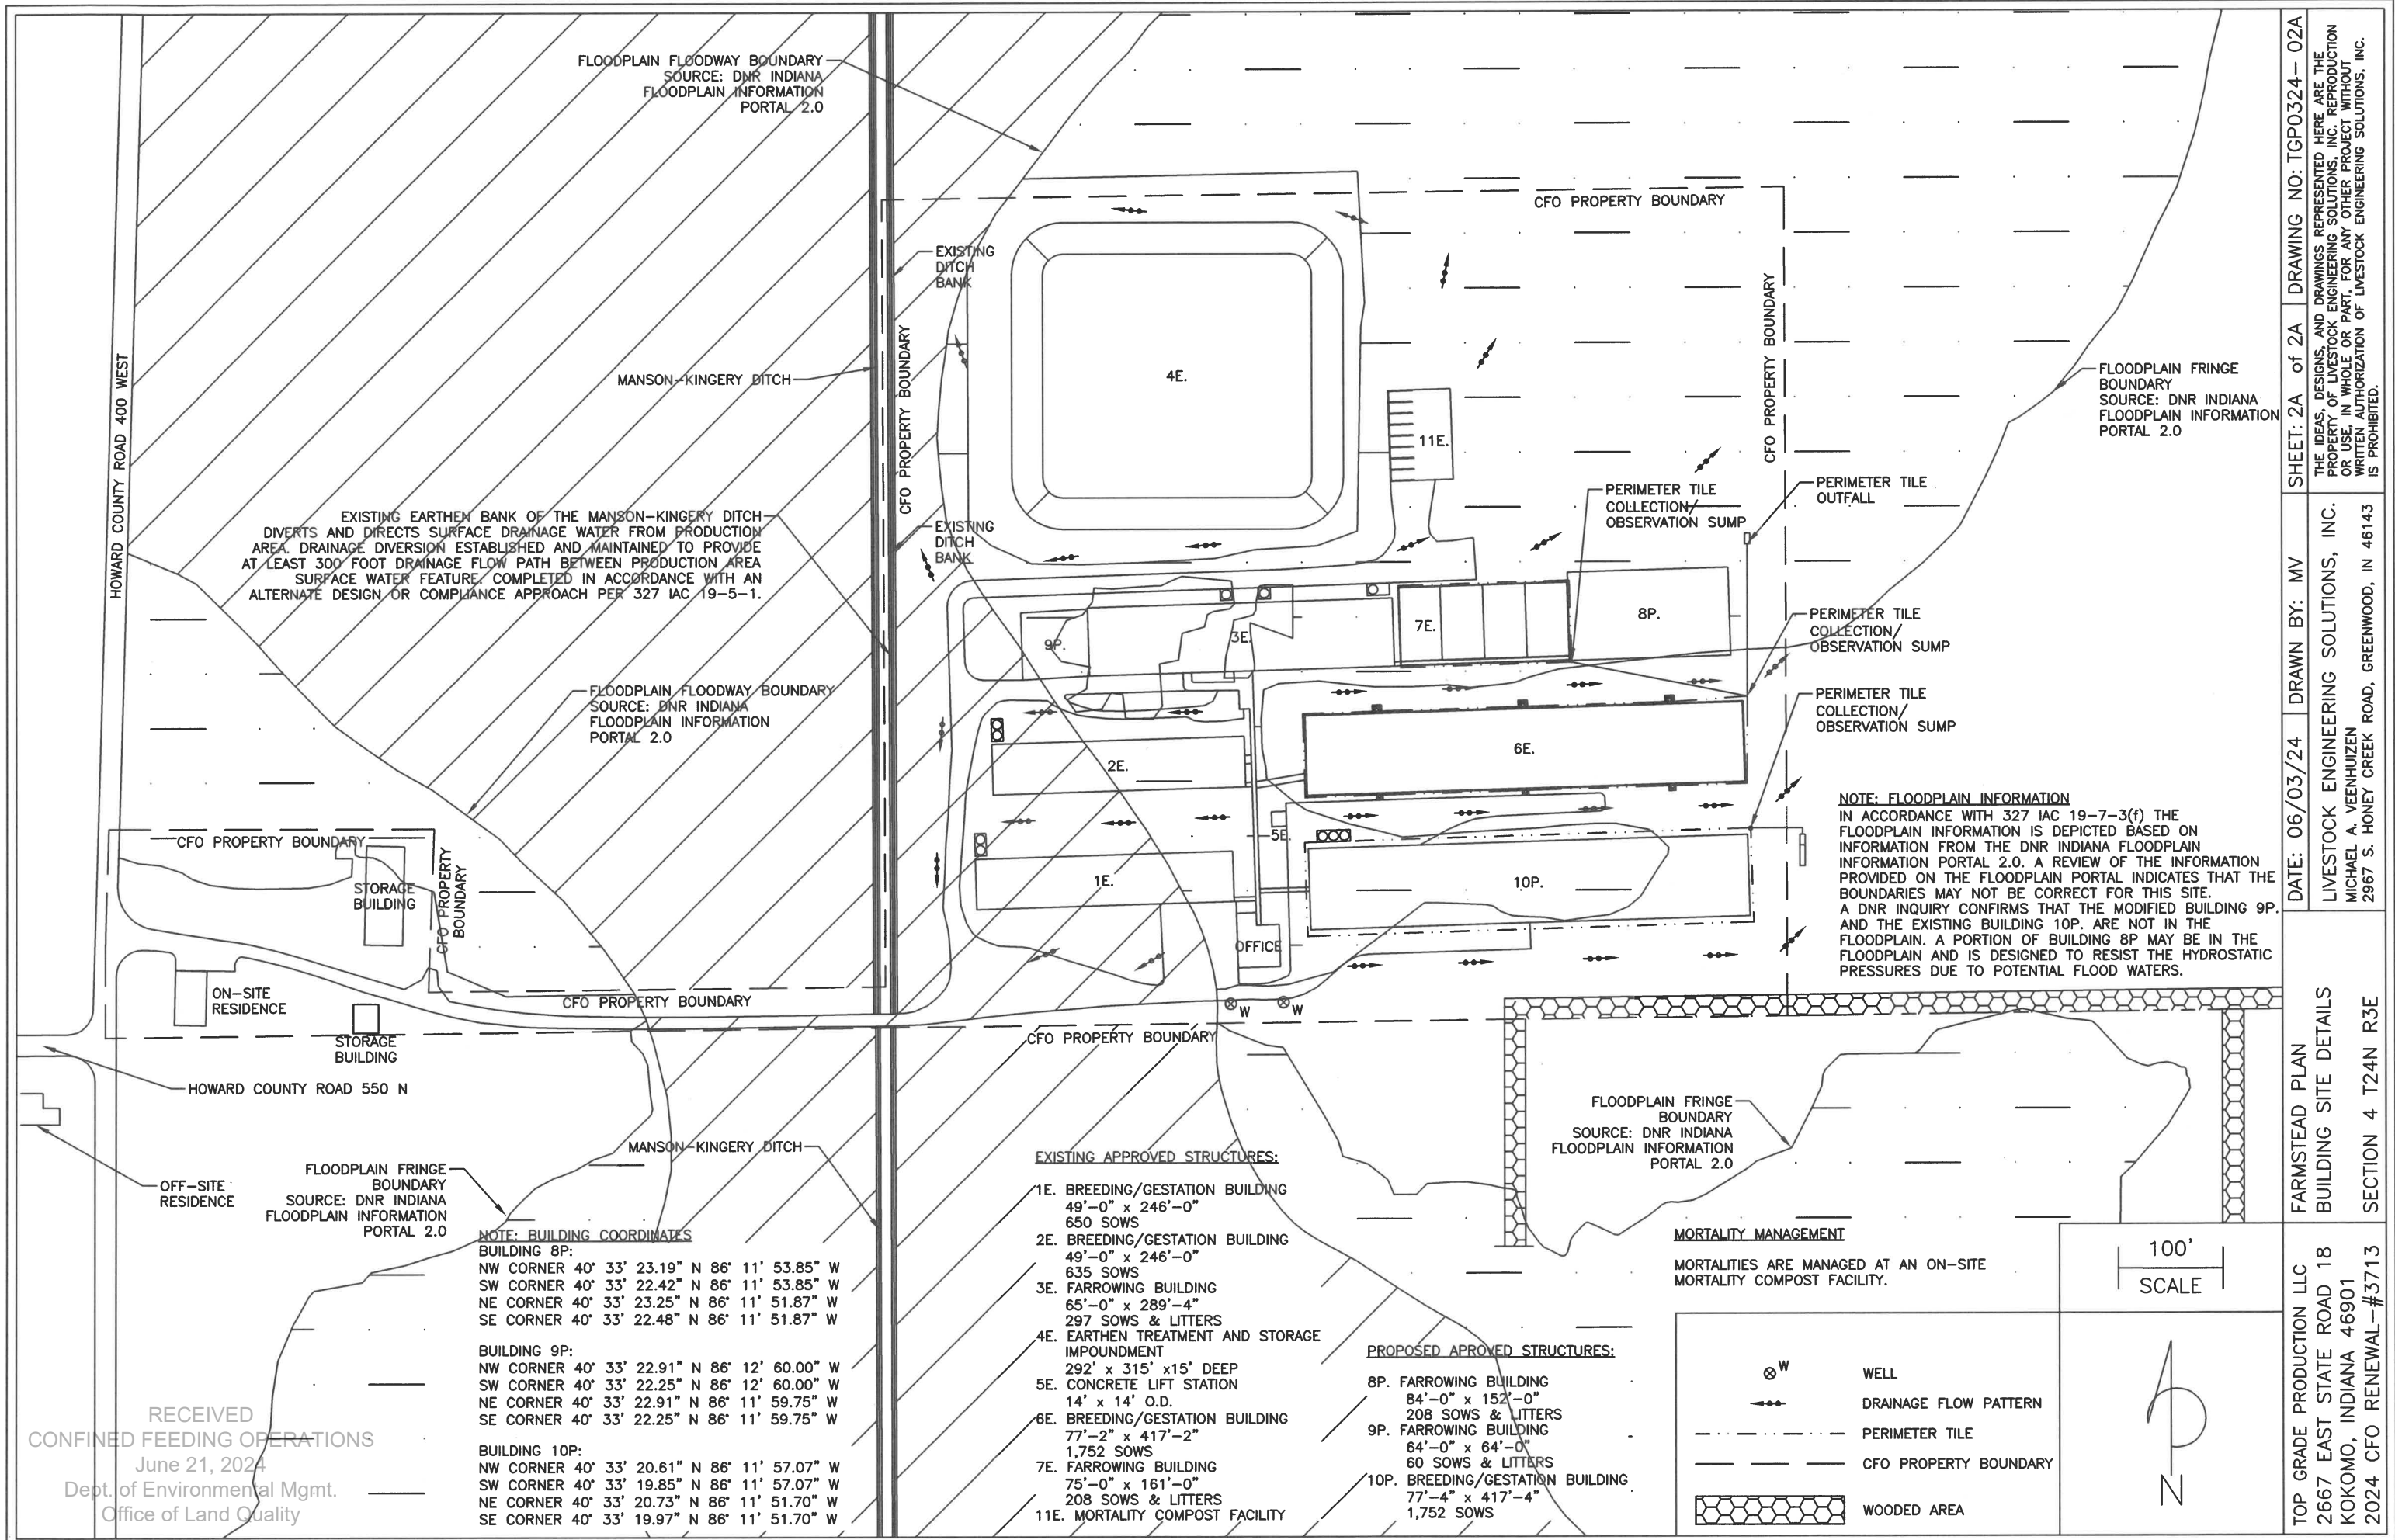 FLOODPLAIN FLOODWAY BOUNDARY
SOURCE: DNR INDIANA
FLOODPLAIN INFORMATION
PORTAL 2.0
CFO PROPERTY BOUNDARY
EXISTING
DITCH
BANK
CFO PROPERTY BOUNDARY
CFO PROPERTY BOUNDARY
MANSON-KINGERY DITCH
4E.
11E.
HOWARD COUNTY ROAD 400 WEST
FLOODPLAIN FRINGE
BOUNDARY
SOURCE: DNR INDIANA
FLOODPLAIN INFORMATION
PORTAL 2.0
EXISTING EARTHEN BANK OF THE MANSON-KINGERY DITCH
DIVERTS AND DIRECTS SURFACE DRAINAGE WATER FROM PRODUCTION
AREA. DRAINAGE DIVERSION ESTABLISHED AND MAINTAINED TO PROVIDE
AT LEAST 300 FOOT DRAINAGE FLOW PATH BETWEEN PRODUCTION AREA
SURFACE WATER FEATURE. COMPLETED IN ACCORDANCE WITH AN
ALTERNATE DESIGN OR COMPLIANCE APPROACH PER 327 IAC 19-5-1.
EXISTING
DITCH
BANK
PERIMETER TILE
COLLECTION/
OBSERVATION SUMP
PERIMETER TILE
OUTFALL
9P.
3E.
7E.
8P.
PERIMETER TILE
COLLECTION/
OBSERVATION SUMP
FLOODPLAIN FLOODWAY BOUNDARY
SOURCE: DNR INDIANA
FLOODPLAIN INFORMATION
PORTAL 2.0
PERIMETER TILE
COLLECTION/
OBSERVATION SUMP
2E.
6E.
5E.
1E.
10P.
OFFICE
NOTE: FLOODPLAIN INFORMATION
IN ACCORDANCE WITH 327 IAC 19-7-3(f) THE
FLOODPLAIN INFORMATION IS DEPICTED BASED ON
INFORMATION FROM THE DNR INDIANA FLOODPLAIN
INFORMATION PORTAL 2.0. A REVIEW OF THE INFORMATION
PROVIDED ON THE FLOODPLAIN PORTAL INDICATES THAT THE
BOUNDARIES MAY NOT BE CORRECT FOR THIS SITE.
A DNR INQUIRY CONFIRMS THAT THE MODIFIED BUILDING 9P.
AND THE EXISTING BUILDING 10P. ARE NOT IN THE
FLOODPLAIN. A PORTION OF BUILDING 8P MAY BE IN THE
FLOODPLAIN AND IS DESIGNED TO RESIST THE HYDROSTATIC
PRESSURES DUE TO POTENTIAL FLOOD WATERS.
CFO PROPERTY BOUNDARY
CFO PROPERTY
BOUNDARY
STORAGE
BUILDING
ON-SITE
RESIDENCE
CFO PROPERTY BOUNDARY
STORAGE
BUILDING
W
W
CFO PROPERTY BOUNDARY
HOWARD COUNTY ROAD 550 N
OFF-SITE
RESIDENCE
MANSON-KINGERY DITCH
FLOODPLAIN FRINGE
BOUNDARY
SOURCE: DNR INDIANA
FLOODPLAIN INFORMATION
PORTAL 2.0
FLOODPLAIN FRINGE
BOUNDARY
SOURCE: DNR INDIANA
FLOODPLAIN INFORMATION
PORTAL 2.0
NOTE: BUILDING COORDINATES
BUILDING 8P:
NW CORNER 40° 33' 23.19" N 86° 11' 53.85" W
SW CORNER 40° 33' 22.42" N 86° 11' 53.85" W
NE CORNER 40° 33' 23.25" N 86° 11' 51.87" W
SE CORNER 40° 33' 22.48" N 86° 11' 51.87" W
BUILDING 9P:
NW CORNER 40° 33' 22.91" N 86° 12' 60.00" W
SW CORNER 40° 33' 22.25" N 86° 12' 60.00" W
NE CORNER 40° 33' 22.91" N 86° 11' 59.75" W
SE CORNER 40° 33' 22.25" N 86° 11' 59.75" W
BUILDING 10P:
NW CORNER 40° 33' 20.61" N 86° 11' 57.07" W
SW CORNER 40° 33' 19.85" N 86° 11' 57.07" W
NE CORNER 40° 33' 20.73" N 86° 11' 51.70" W
SE CORNER 40° 33' 19.97" N 86° 11' 51.70" W
RECEIVED
CONFINED FEEDING OPERATIONS
June 21, 2024
Dept. of Environmental Mgmt.
Office of Land Quality
EXISTING APPROVED STRUCTURES:
1E. BREEDING/GESTATION BUILDING
49'-0" x 246'-0"
650 SOWS
2E. BREEDING/GESTATION BUILDING
49'-0" x 246'-0"
635 SOWS
3E. FARROWING BUILDING
65'-0" x 289'-4"
297 SOWS & LITTERS
4E. EARTHEN TREATMENT AND STORAGE
IMPOUNDMENT
292' x 315' x15' DEEP
5E. CONCRETE LIFT STATION
14' x 14' O.D.
6E. BREEDING/GESTATION BUILDING
77'-2" x 417'-2"
1,752 SOWS
7E. FARROWING BUILDING
75'-0" x 161'-0"
208 SOWS & LITTERS
11E. MORTALITY COMPOST FACILITY
PROPOSED APROVED STRUCTURES:
8P. FARROWING BUILDING
84'-0" x 152'-0"
208 SOWS & LITTERS
9P. FARROWING BUILDING
64'-0" x 64'-0"
60 SOWS & LITTERS
10P. BREEDING/GESTATION BUILDING
77'-4" x 417'-4"
1,752 SOWS
MORTALITY MANAGEMENT
MORTALITIES ARE MANAGED AT AN ON-SITE
MORTALITY COMPOST FACILITY.
100'
SCALE
W
WELL
DRAINAGE FLOW PATTERN
PERIMETER TILE
CFO PROPERTY BOUNDARY
WOODED AREA
N
TOP GRADE PRODUCTION LLC
2667 EAST STATE ROAD 18
KOKOMO, INDIANA 46901
2024 CFO RENEWAL-#3713
FARMSTEAD PLAN
BUILDING SITE DETAILS
SECTION 4 T24N R3E
DATE: 06/03/24
DRAWN BY: MV
SHEET: 2A of 2A
DRAWING NO: TGP0324- 02A
LIVESTOCK ENGINEERING SOLUTIONS, INC.
MICHAEL A. VEENHUIZEN
2967 S. HONEY CREEK ROAD, GREENWOOD, IN 46143
THE IDEAS, DESIGNS, AND DRAWINGS REPRESENTED HERE ARE THE
PROPERTY OF LIVESTOCK ENGINEERING SOLUTIONS, INC. REPRODUCTION
OR USE, IN WHOLE OR PART, FOR ANY OTHER PROJECT WITHOUT
WRITTEN AUTHORIZATION OF LIVESTOCK ENGINEERING SOLUTIONS, INC.
IS PROHIBITED.